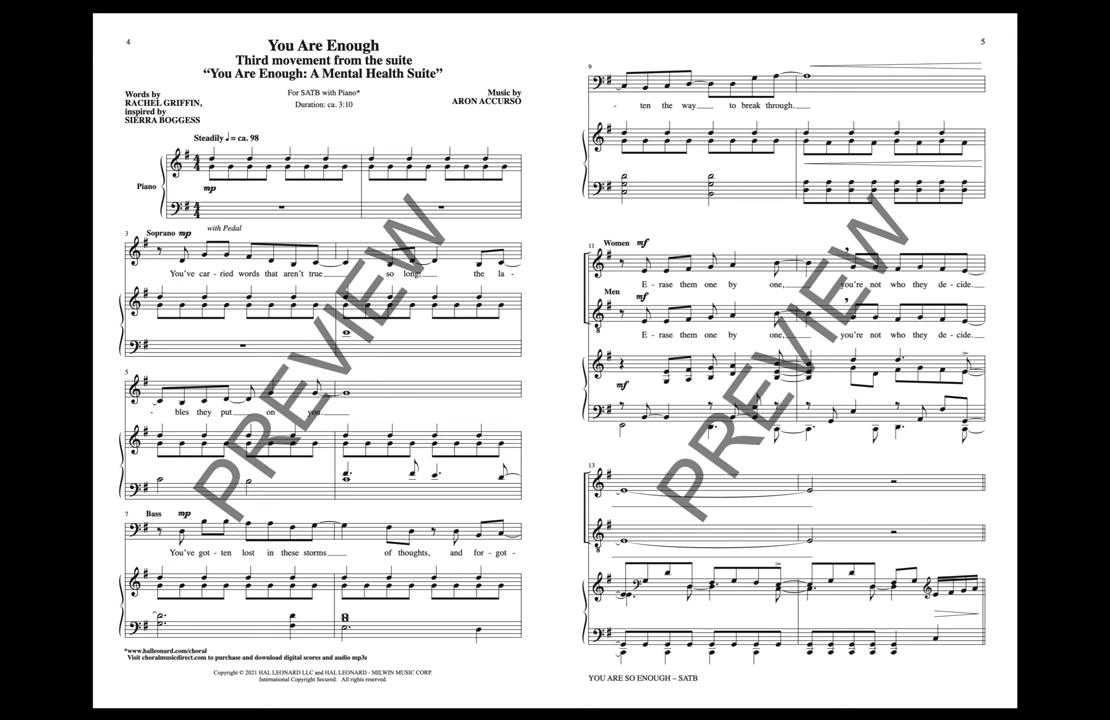 4
You Are Enough
Third movement from the suite
“You Are Enough: A Mental Health Suite”
For SATB with Piano*
Duration: ca. 3:10
Words by
RACHEL GRIFFIN,
inspired by
SIERRA BOGGESS
Music by
ARON ACCURSO
Steadily ♩= ca. 98
Piano
mp
with Pedal
3
Soprano mp
You’ve car - ried words that aren’t true so long: the la -
5
- bles they put on you.
7
Bass mp
You’ve got - ten lost in these storms of thoughts, and for - got -
*www.halleonard.com/choral
Visit choralmusicdirect.com to purchase and download digital scores and audio mp3s
Copyright © 2021 HAL LEONARD LLC and HAL LEONARD - MILWIN MUSIC CORP.
International Copyright Secured. All rights reserved.
PREVIEW
5
9
- ten the way to break through.
11
Women mf
E - rase them one by one, you’re not who they de - cide.
Men mf
8
E - rase them one by one, you’re not who they de - cide.
mf
13
8
YOU ARE SO ENOUGH – SATB
PREVIEW